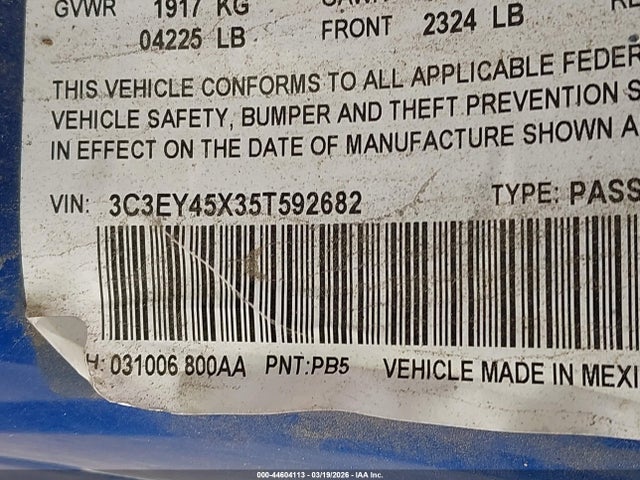 GVWR 1917 KG
04225 LB FRONT 2324 LB
THIS VEHICLE CONFORMS TO ALL APPLICABLE FEDER
VEHICLE SAFETY, BUMPER AND THEFT PREVENTION S
IN EFFECT ON THE DATE OF MANUFACTURE SHOWN A
VIN: 3C3EY45X35T592682 TYPE: PASS
H: 031006 800AA PNT:PB5 VEHICLE MADE IN MEXI
000-44604113 - 03/19/2026 - IAA Inc.